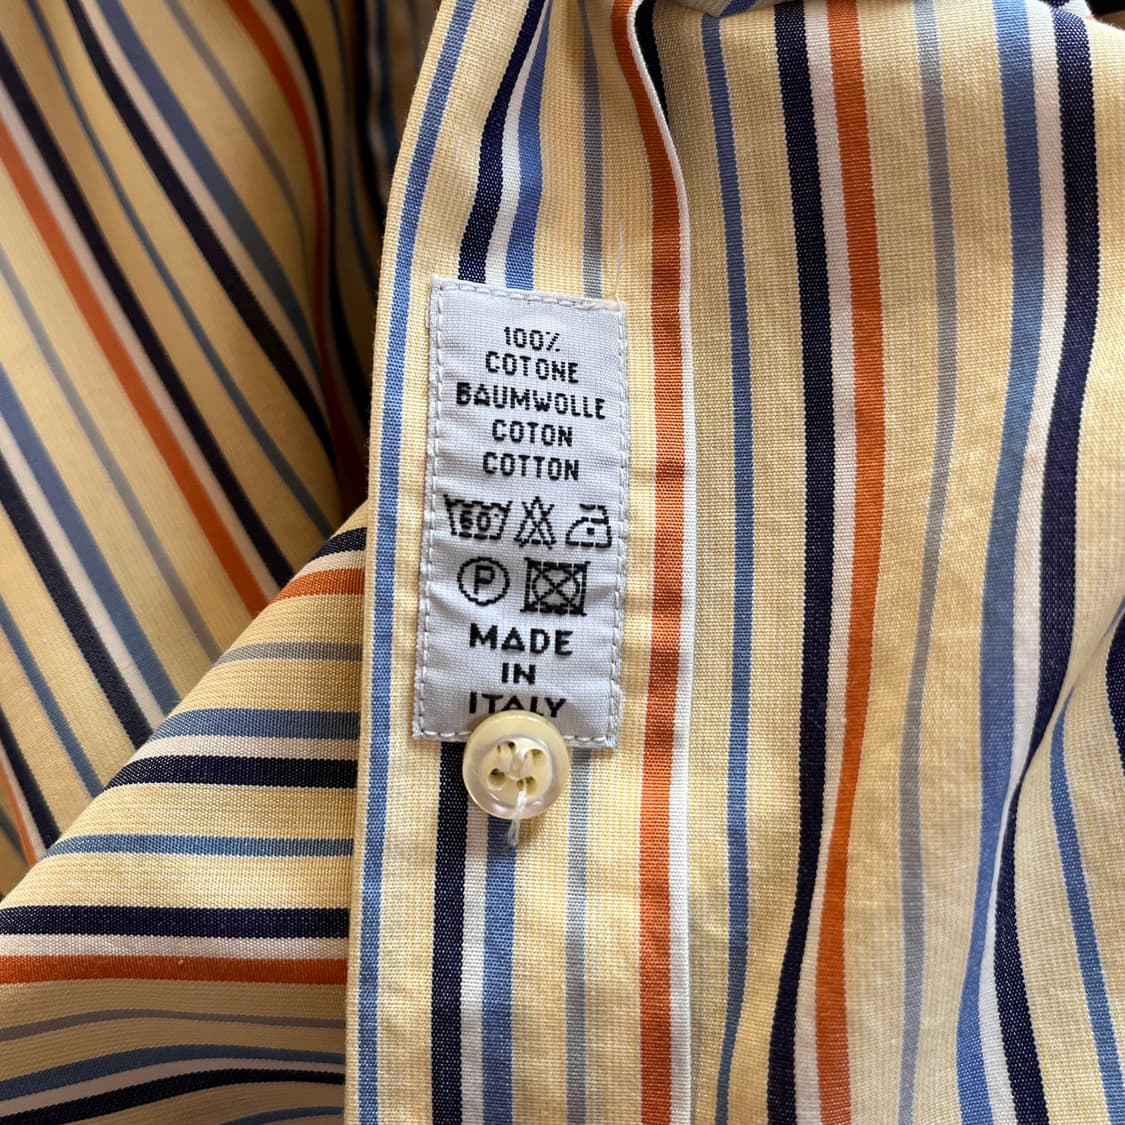 100%
COTONE
BAUMWOLLE
COTON
COTTON
60
P
MADE
IN
ITALY